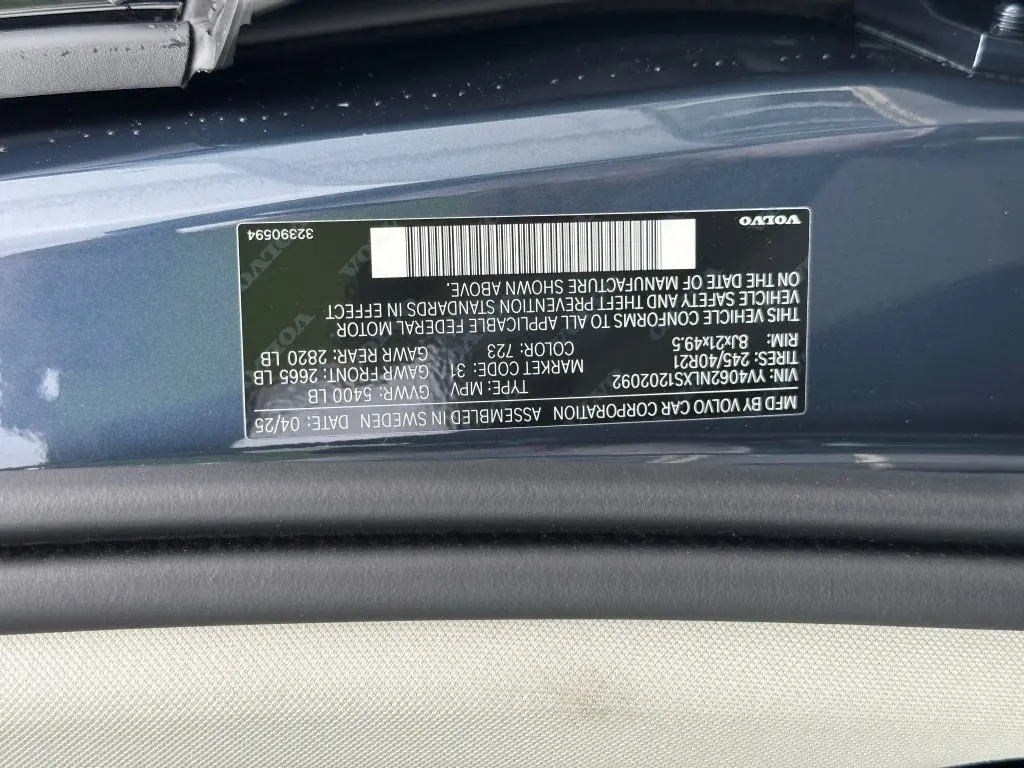 MFD BY VOLVO CAR CORPORATION ASSEMBLED IN SWEDEN DATE: 04/25
VIN: YV4062NLXS1202092 TYPE: MPV GVWR: 5400 LB
TIRES: 245/40R21 MARKET CODE: 31 GAWR FRONT: 2665 LB
RIM: 8Jx21x49.5 COLOR: 723 GAWR REAR: 2820 LB
THIS VEHICLE CONFORMS TO ALL APPLICABLE FEDERAL MOTOR
VEHICLE SAFETY AND THEFT PREVENTION STANDARDS IN EFFECT
ON THE DATE OF MANUFACTURE SHOWN ABOVE.
VOLVO 32390594